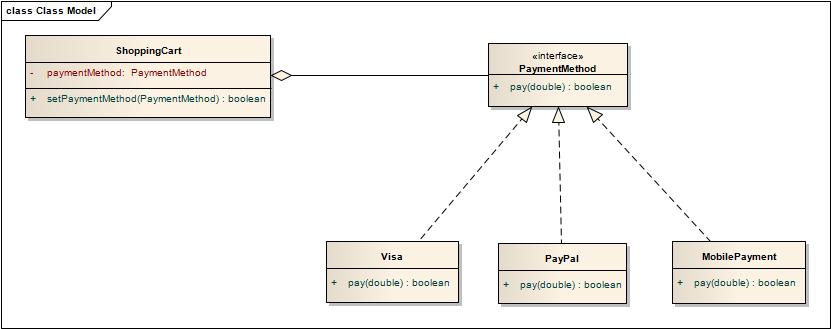 class Class Model
ShoppingCart
- paymentMethod: PaymentMethod
+ setPaymentMethod(PaymentMethod) : boolean
«interface»
PaymentMethod
+ pay(double) : boolean
Visa
+ pay(double) : boolean
PayPal
+ pay(double) : boolean
MobilePayment
+ pay(double) : boolean